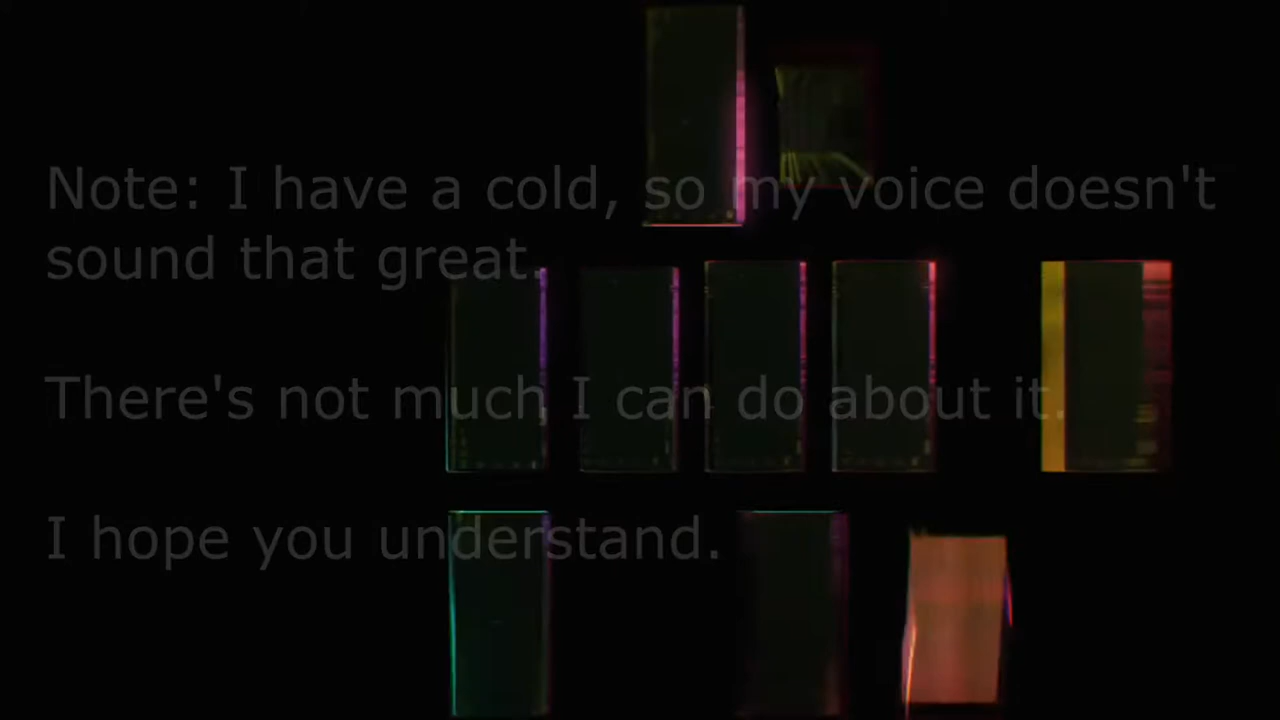 Note: I have a cold, so my voice doesn't
sound that great.
There's not much I can do about it.
I hope you understand.